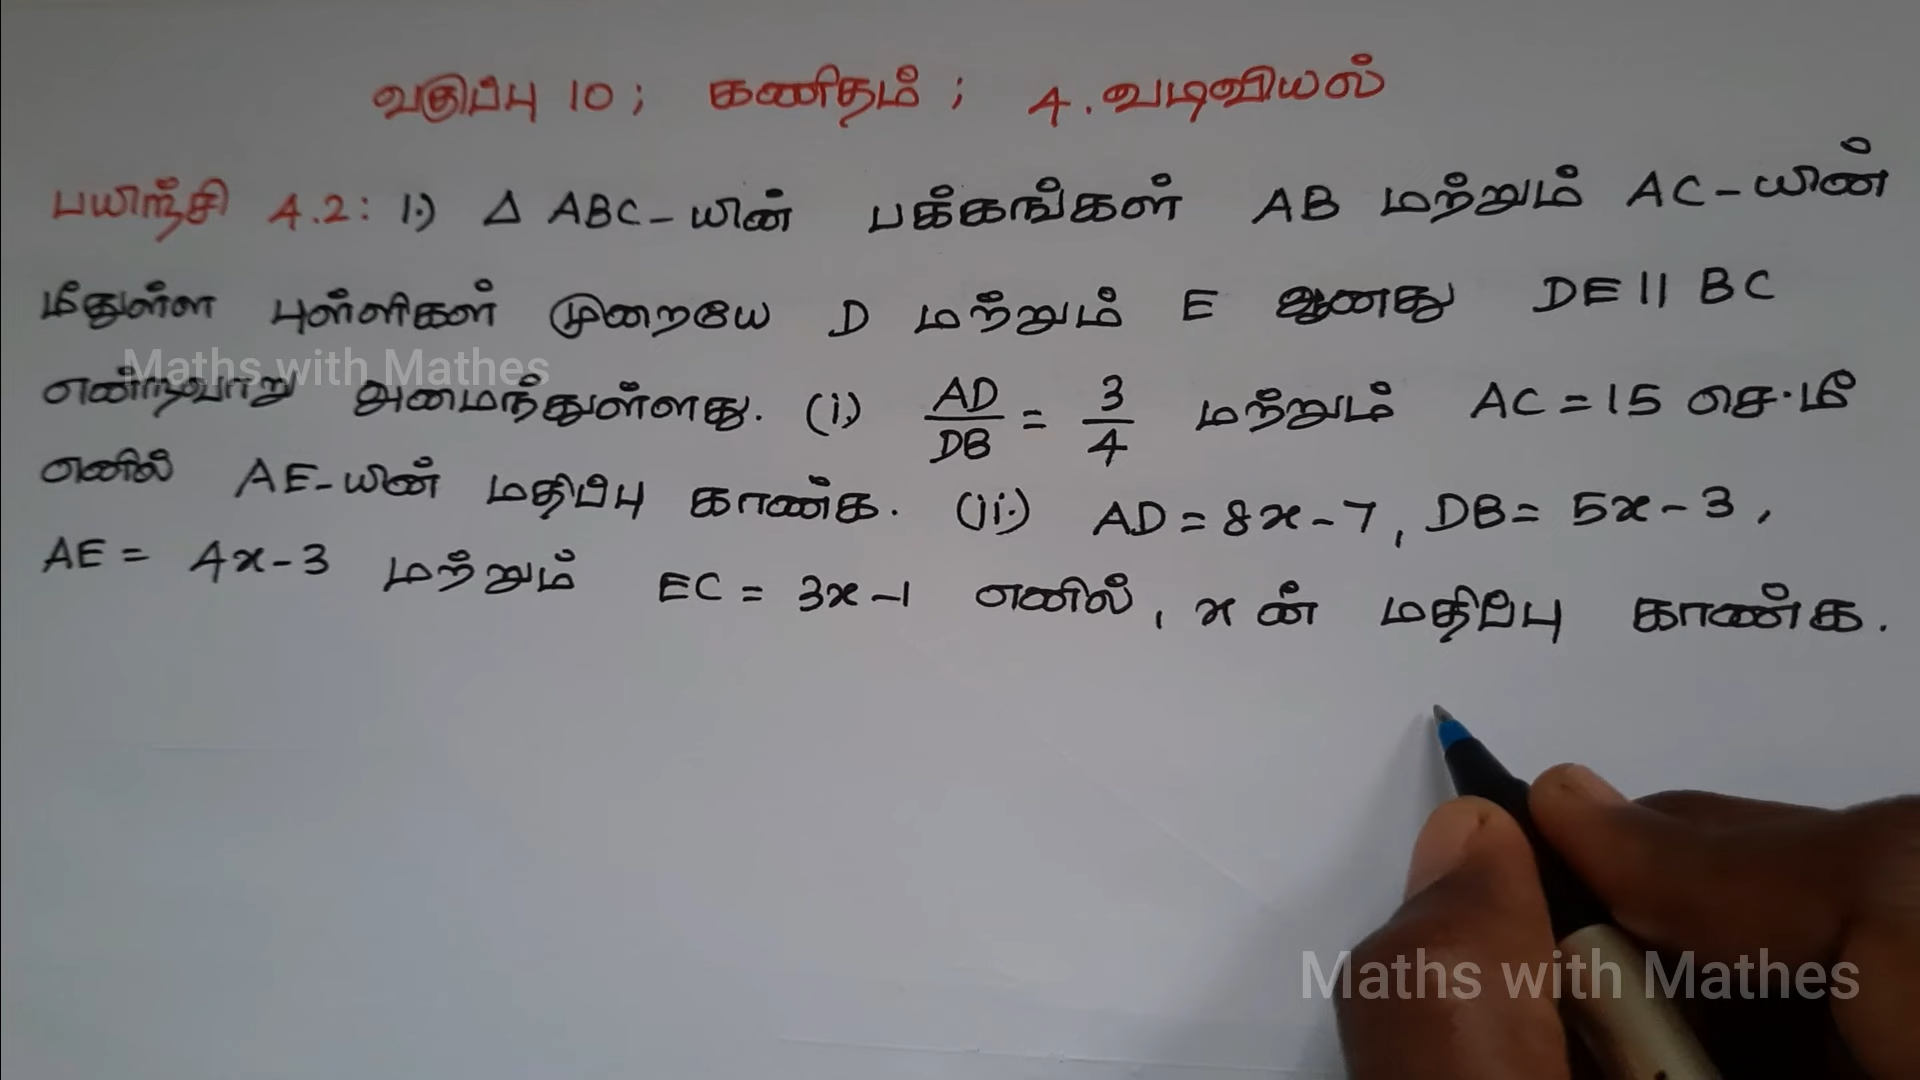 வகுப்பு 10 ; கணிதம் ; 4. வடிவியல்
பயிற்சி 4.2 : 1.) Δ ABC-யின் பக்கங்கள் AB மற்றும் AC-யின்
மீதுள்ள புள்ளிகள் முறையே D மற்றும் E ஆனது DE || BC
என்றவாறு அமைந்துள்ளது. (i.) AD/DB = 3/4 மற்றும் AC = 15 செ.மீ
எனில் AE-யின் மதிப்பு காண்க. (ii.) AD = 8x-7, DB = 5x-3,
AE = 4x-3 மற்றும் EC = 3x-1 எனில், x ன் மதிப்பு காண்க.
Maths with Mathes
Maths with Mathes